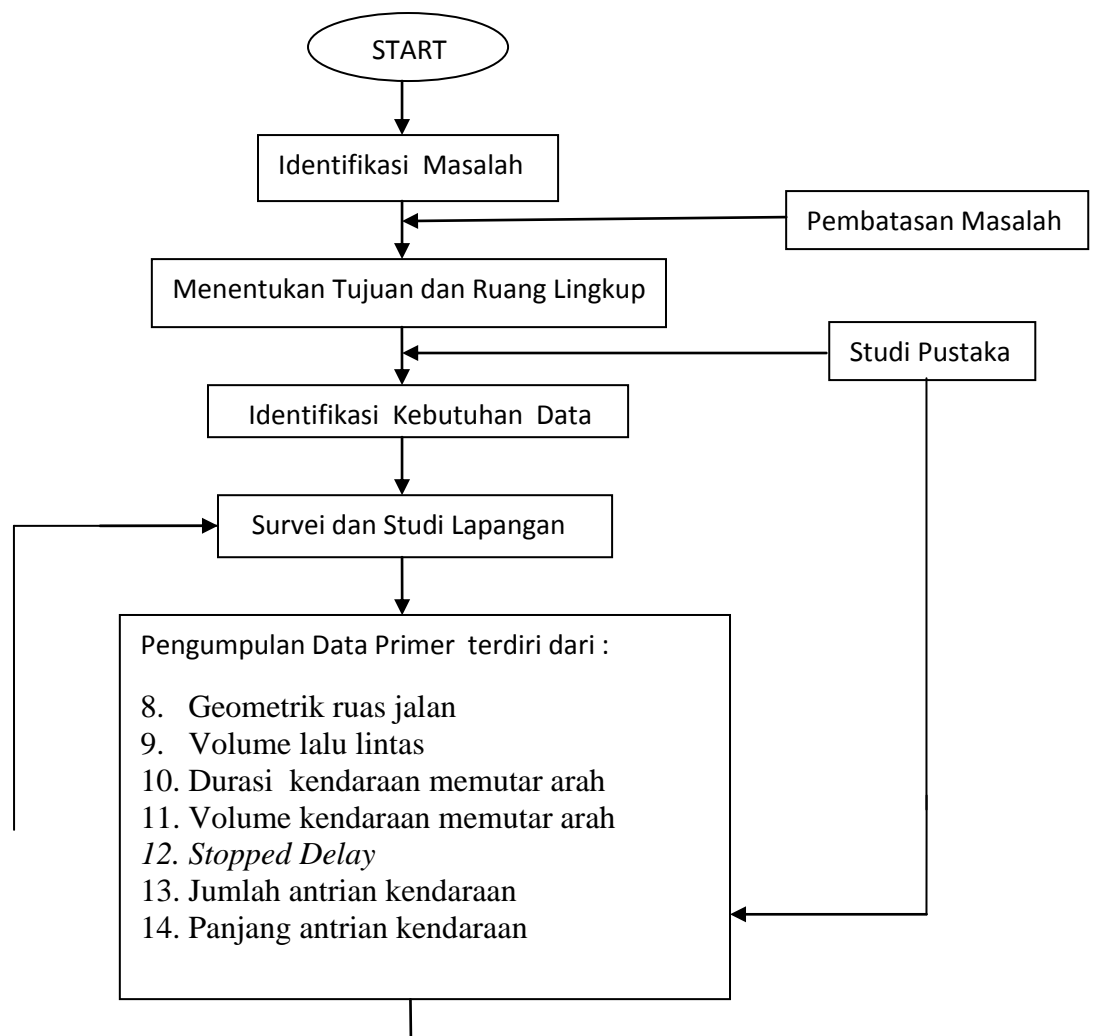 START
Identifikasi Masalah
Pembatasan Masalah
Menentukan Tujuan dan Ruang Lingkup
Studi Pustaka
Identifikasi Kebutuhan Data
Survei dan Studi Lapangan
Pengumpulan Data Primer terdiri dari :
8. Geometrik ruas jalan
9. Volume lalu lintas
10. Durasi kendaraan memutar arah
11. Volume kendaraan memutar arah
12. Stopped Delay
13. Jumlah antrian kendaraan
14. Panjang antrian kendaraan